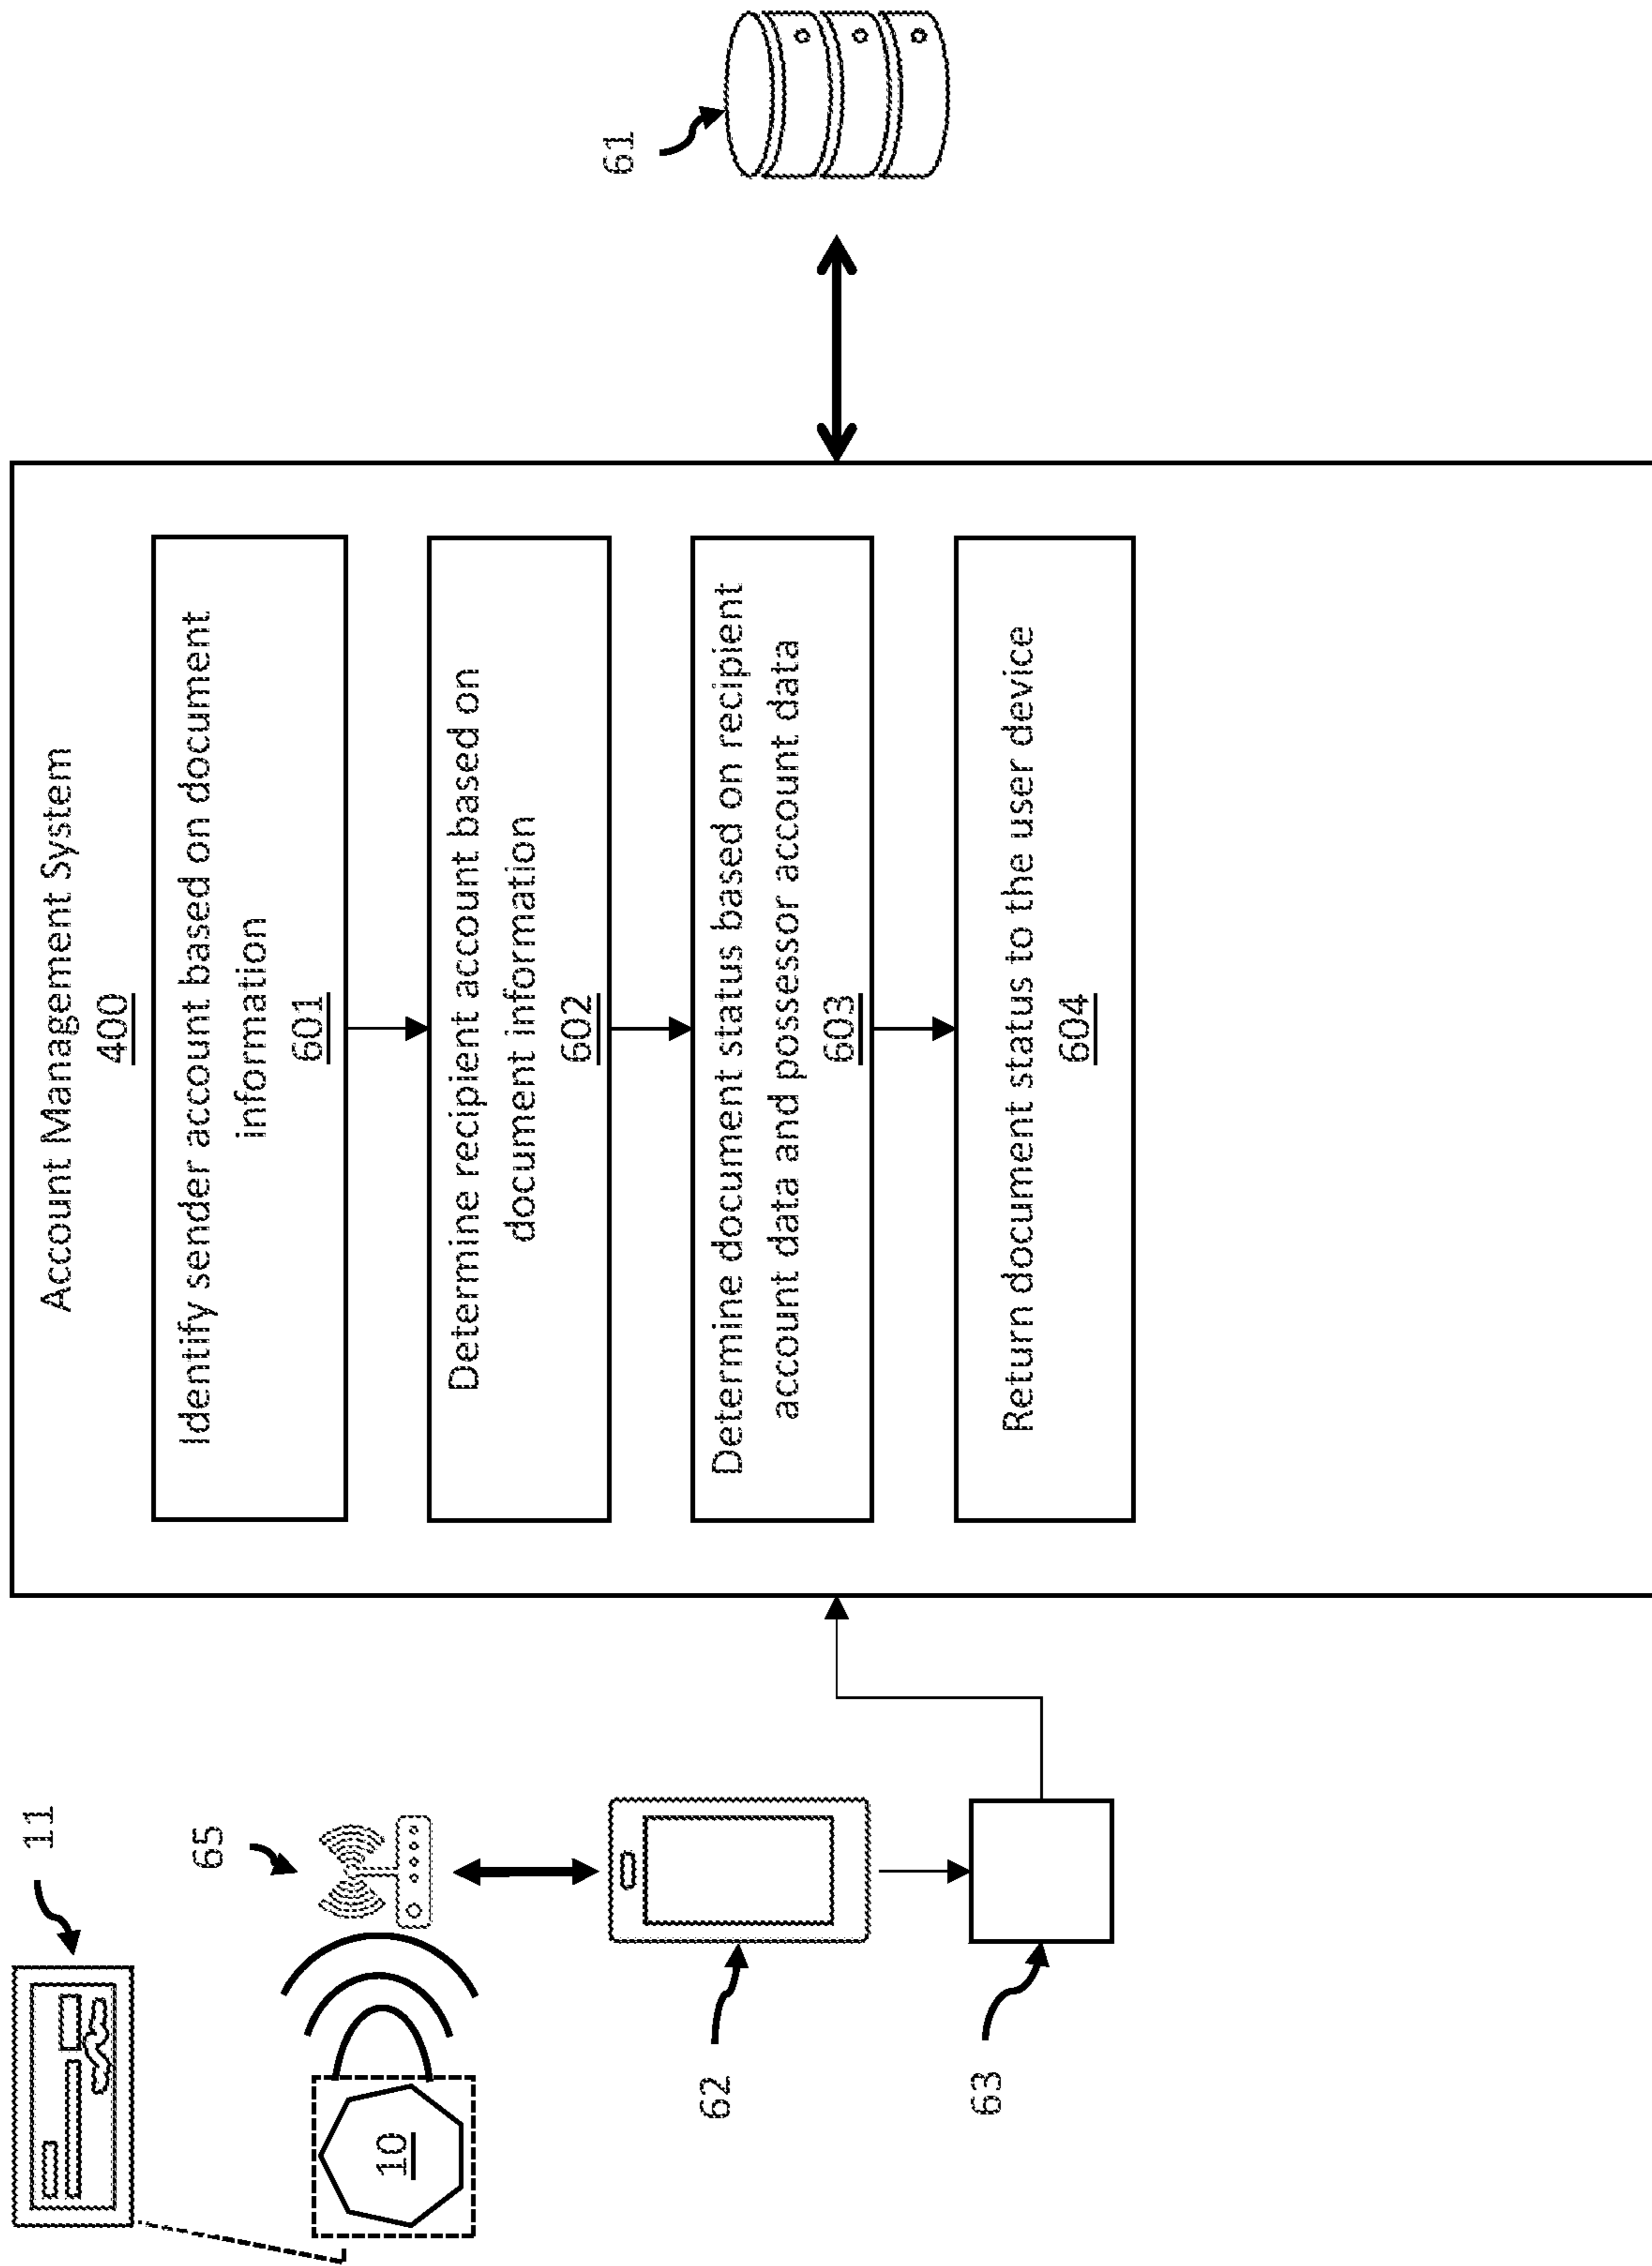 11
65
10
62
63
Account Management System
400
Identify sender account based on document
information
601
Determine recipient account based on
document information
602
Determine document status based on recipient
account data and possessor account data
603
Return document status to the user device
604
61